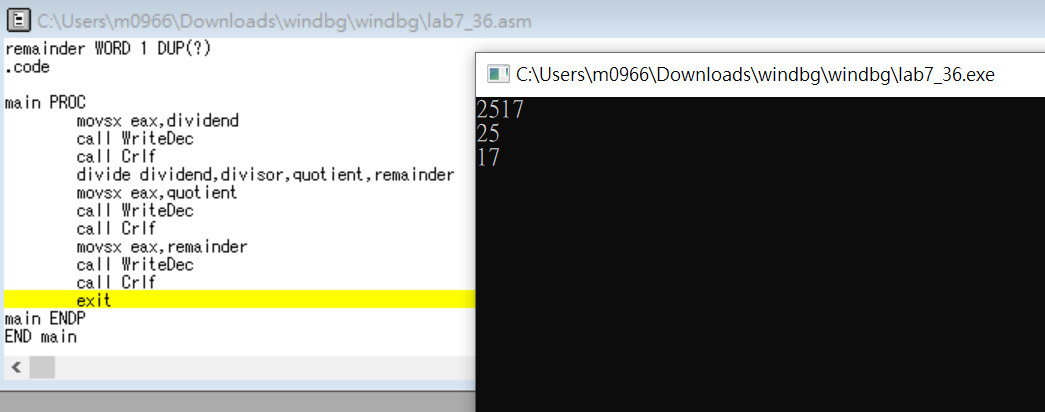 C:\Users\m0966\Downloads\windbg\windbg\lab7_36.asm
remainder WORD 1 DUP(?)
.code
main PROC
movsx eax,dividend
call WriteDec
call Crlf
divide dividend,divisor,quotient,remainder
movsx eax,quotient
call WriteDec
call Crlf
movsx eax,remainder
call WriteDec
call Crlf
exit
main ENDP
END main
C:\Users\m0966\Downloads\windbg\windbg\lab7_36.exe
2517
25
17